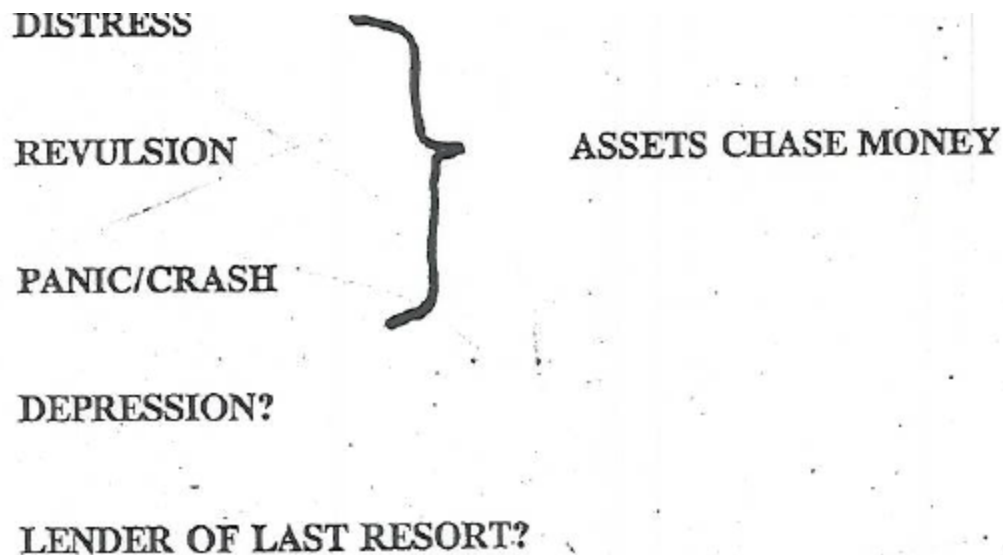 DISTRESS
REVULSION
ASSETS CHASE MONEY
PANIC/CRASH
DEPRESSION?
LENDER OF LAST RESORT?